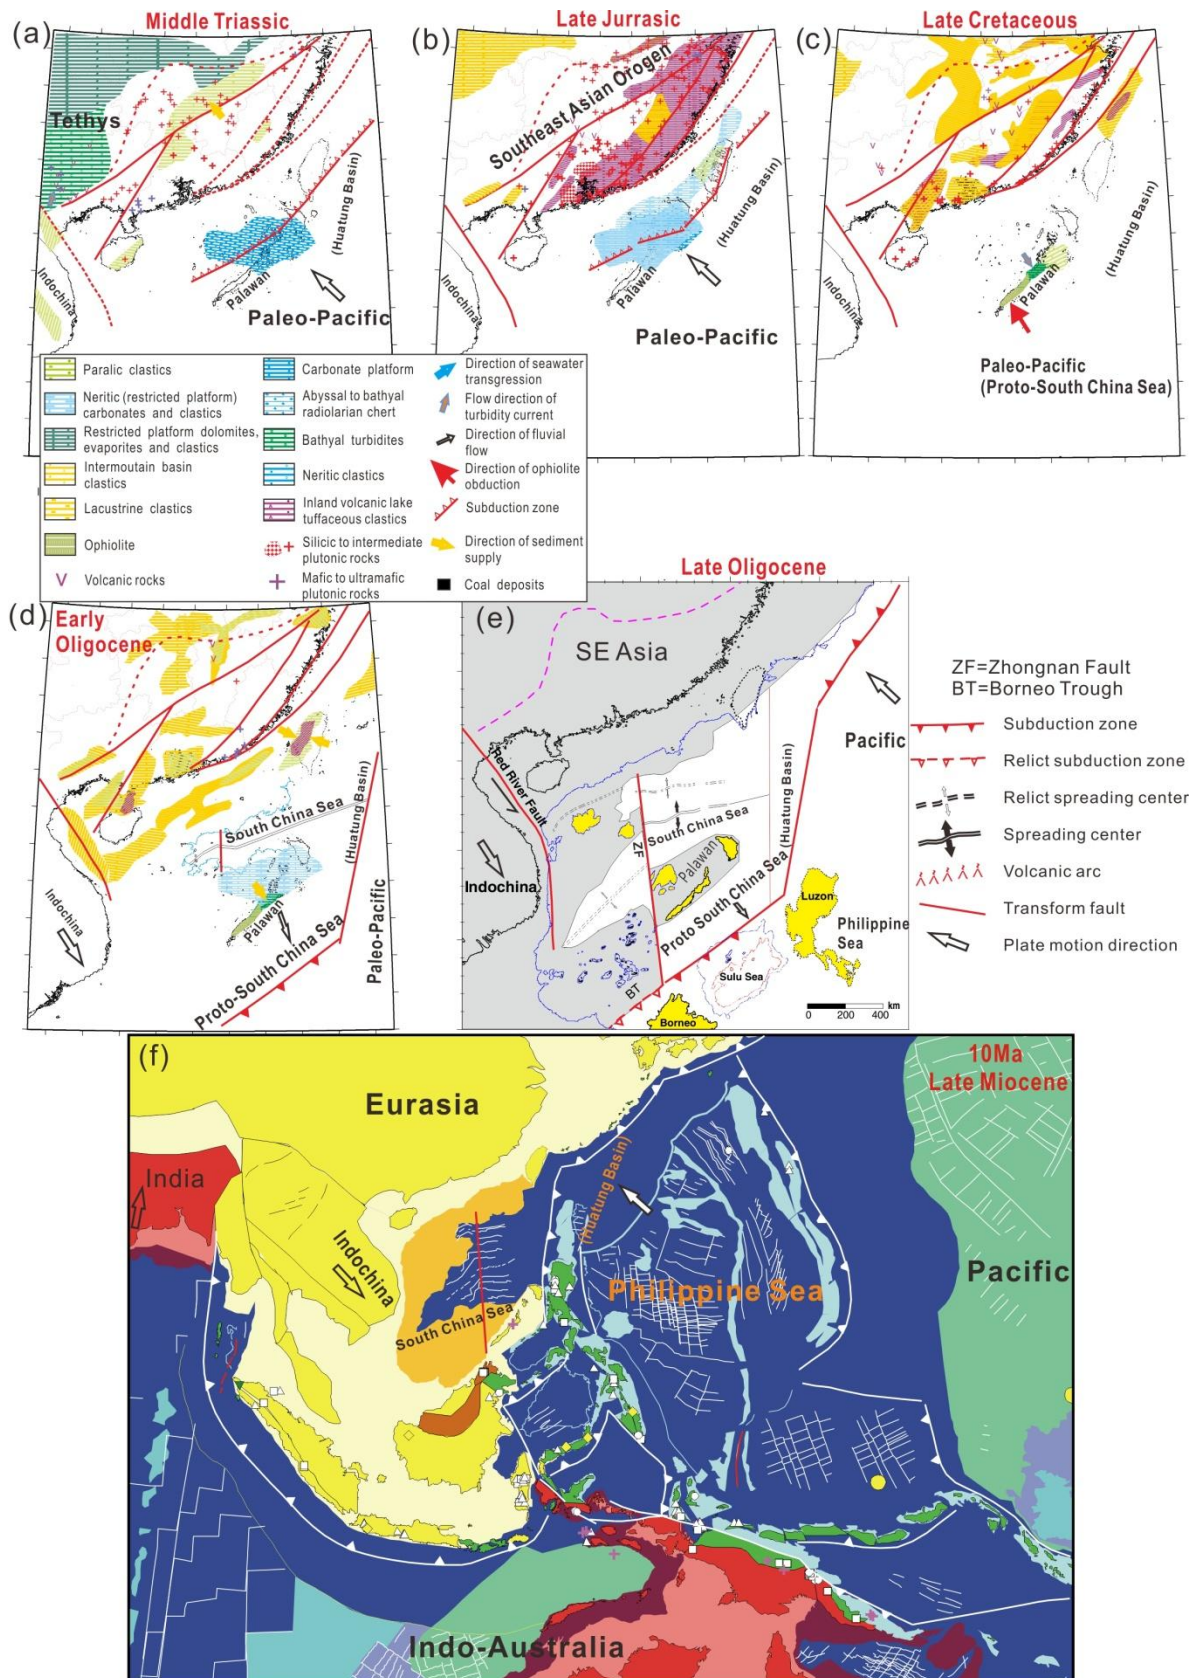 Middle Triassic
(a)
Tethys
(Huatung Basin)
Indochina
Palawan
Paleo-Pacific
Late Jurrasic
(b)
Southeast Asian Orogen
(Huatung Basin)
Indochina
Palawan
Paleo-Pacific
Late Cretaceous
(c)
(Huatung Basin)
Indochina
Palawan
Paleo-Pacific
(Proto-South China Sea)
Paralic clastics
Neritic (restricted platform)
carbonates and clastics
Restricted platform dolomites,
evaporites and clastics
Intermoutain basin
clastics
Lacustrine clastics
Ophiolite
Volcanic rocks
Carbonate platform
Abyssal to bathyal
radiolarian chert
Bathyal turbidites
Neritic clastics
Inland volcanic lake
tuffaceous clastics
Silicic to intermediate
plutonic rocks
Mafic to ultramafic
plutonic rocks
Direction of seawater
transgression
Flow direction of
turbidity current
Direction of fluvial
flow
Direction of ophiolite
obduction
Subduction zone
Direction of sediment
supply
Coal deposits
(d)
Early
Oligocene
South China Sea
(Huatung Basin)
Indochina
Palawan
Paleo-Pacific
Proto-South China Sea
Late Oligocene
(e)
SE Asia
Red River Fault
Pacific
(Huatung Basin)
South China Sea
ZF
Palawan
Indochina
Proto South China Sea
Luzon
Philippine
Sea
Sulu Sea
BT
Borneo
0 200 400 km
ZF=Zhongnan Fault
BT=Borneo Trough
Subduction zone
Relict subduction zone
Relict spreading center
Spreading center
Volcanic arc
Transform fault
Plate motion direction
(f)
10Ma
Late Miocene
Eurasia
India
(Huatung Basin)
Indochina
Pacific
Philippine Sea
South China Sea
Indo-Australia